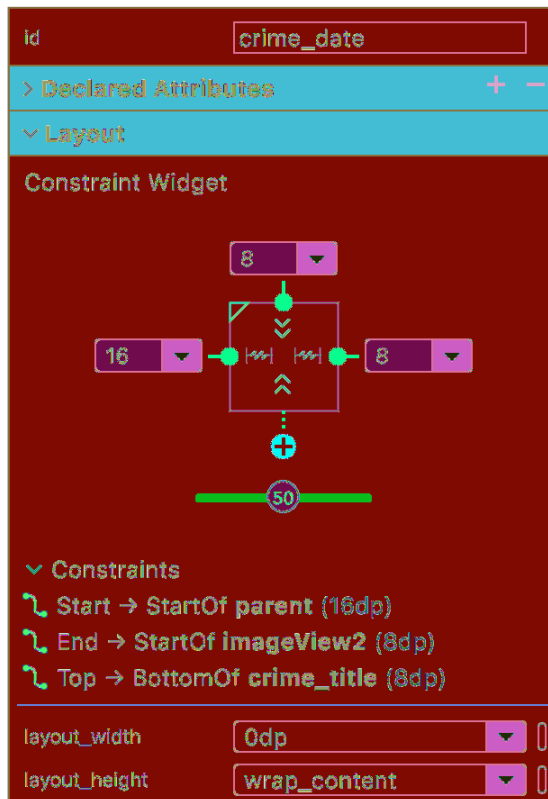 id crime_date
Declared Attributes + −
Layout
Constraint Widget
8
16 8
50
Constraints
Start → StartOf parent (16dp)
End → StartOf imageView2 (8dp)
Top → BottomOf crime_title (8dp)
layout_width 0dp
layout_height wrap_content